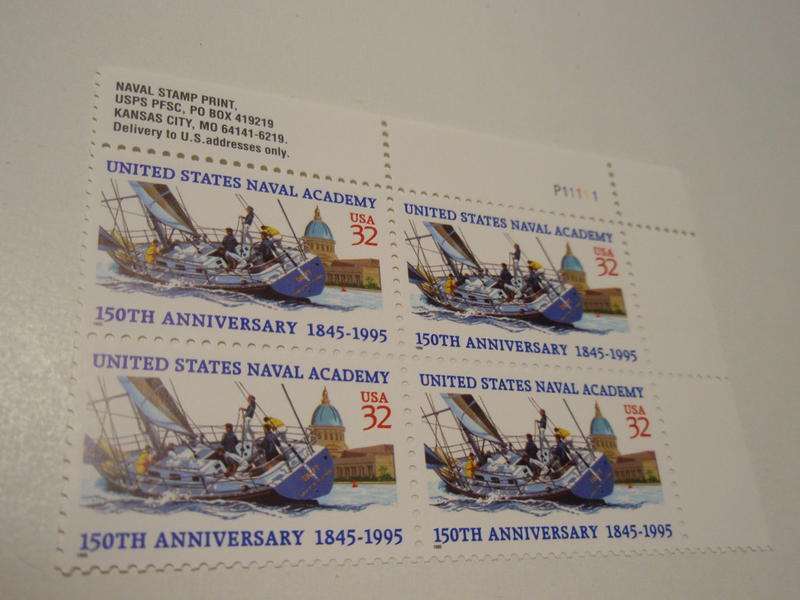 NAVAL STAMP PRINT,
USPS PFSC, PO BOX 419219
KANSAS CITY, MO 64141-6219.
Delivery to U.S.addresses only.
P11111
UNITED STATES NAVAL ACADEMY
USA
32
150TH ANNIVERSARY 1845-1995
UNITED STATES NAVAL ACADEMY
USA
32
150TH ANNIVERSARY 1845-1995
UNITED STATES NAVAL ACADEMY
USA
32
150TH ANNIVERSARY 1845-1995
UNITED STATES NAVAL ACADEMY
USA
32
150TH ANNIVERSARY 1845-1995